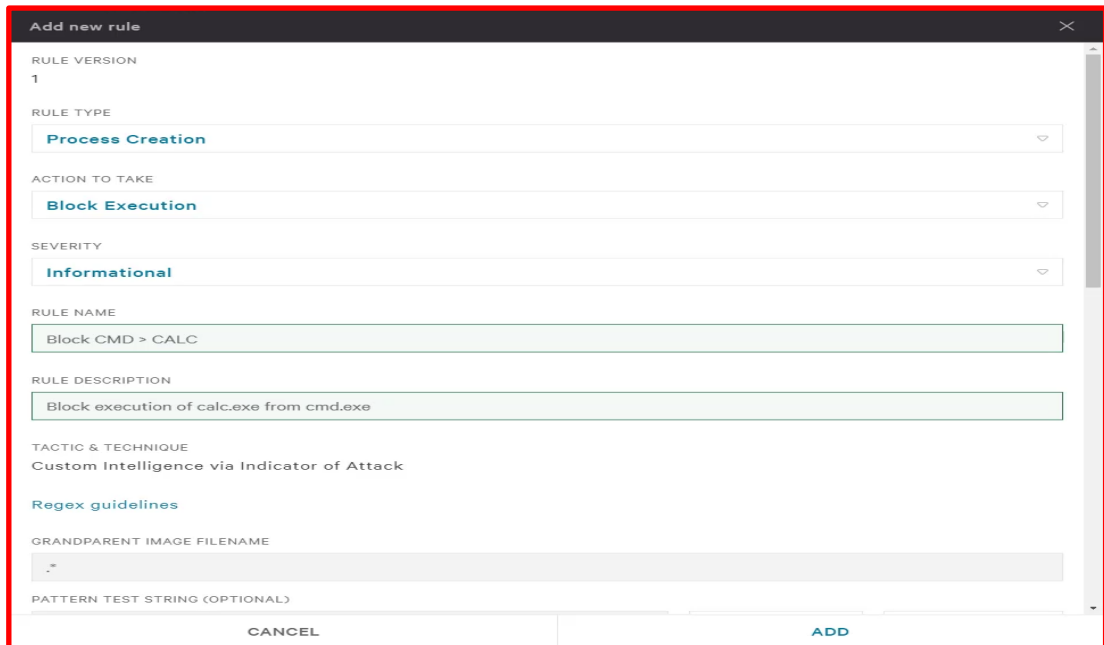 Add new rule
RULE VERSION
1
RULE TYPE
Process Creation
ACTION TO TAKE
Block Execution
SEVERITY
Informational
RULE NAME
Block CMD > CALC
RULE DESCRIPTION
Block execution of calc.exe from cmd.exe
TACTIC & TECHNIQUE
Custom Intelligence via Indicator of Attack
Regex guidelines
GRANDPARENT IMAGE FILENAME
.*
PATTERN TEST STRING (OPTIONAL)
CANCEL ADD